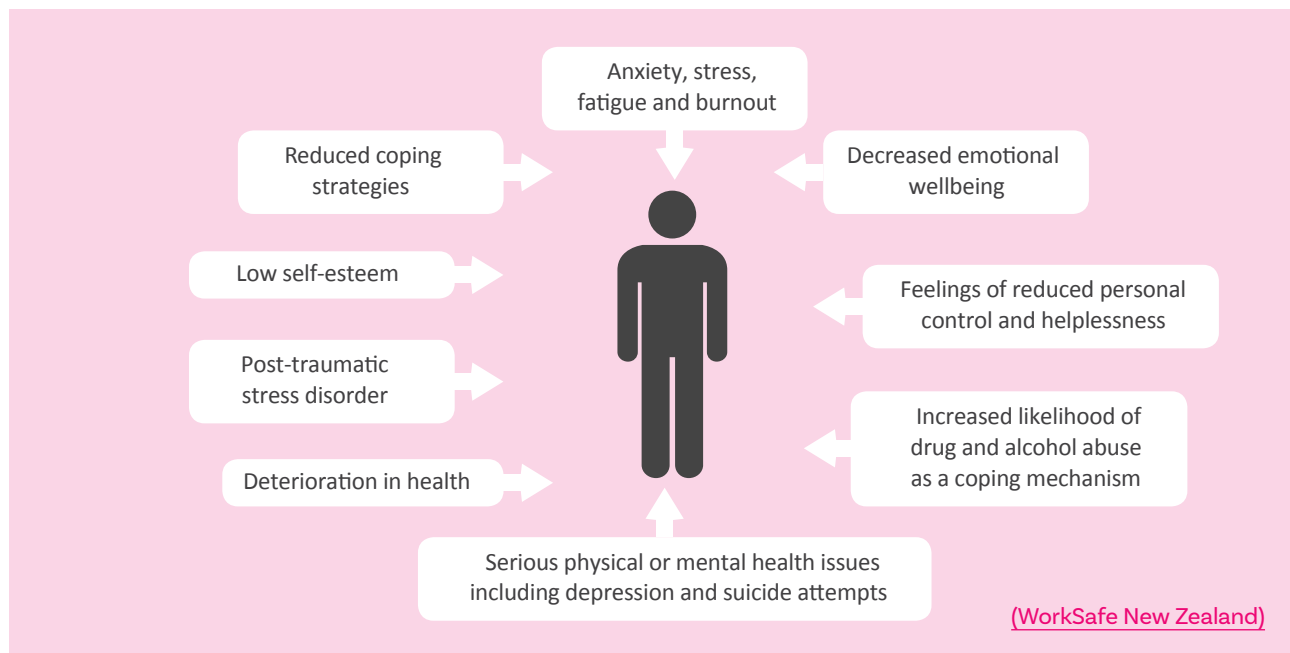 Anxiety, stress,
fatigue and burnout
Reduced coping
strategies
Decreased emotional
wellbeing
Low self-esteem
Feelings of reduced personal
control and helplessness
Post-traumatic
stress disorder
Increased likelihood of
drug and alcohol abuse
as a coping mechanism
Deterioration in health
Serious physical or mental health issues
including depression and suicide attempts
(WorkSafe New Zealand)